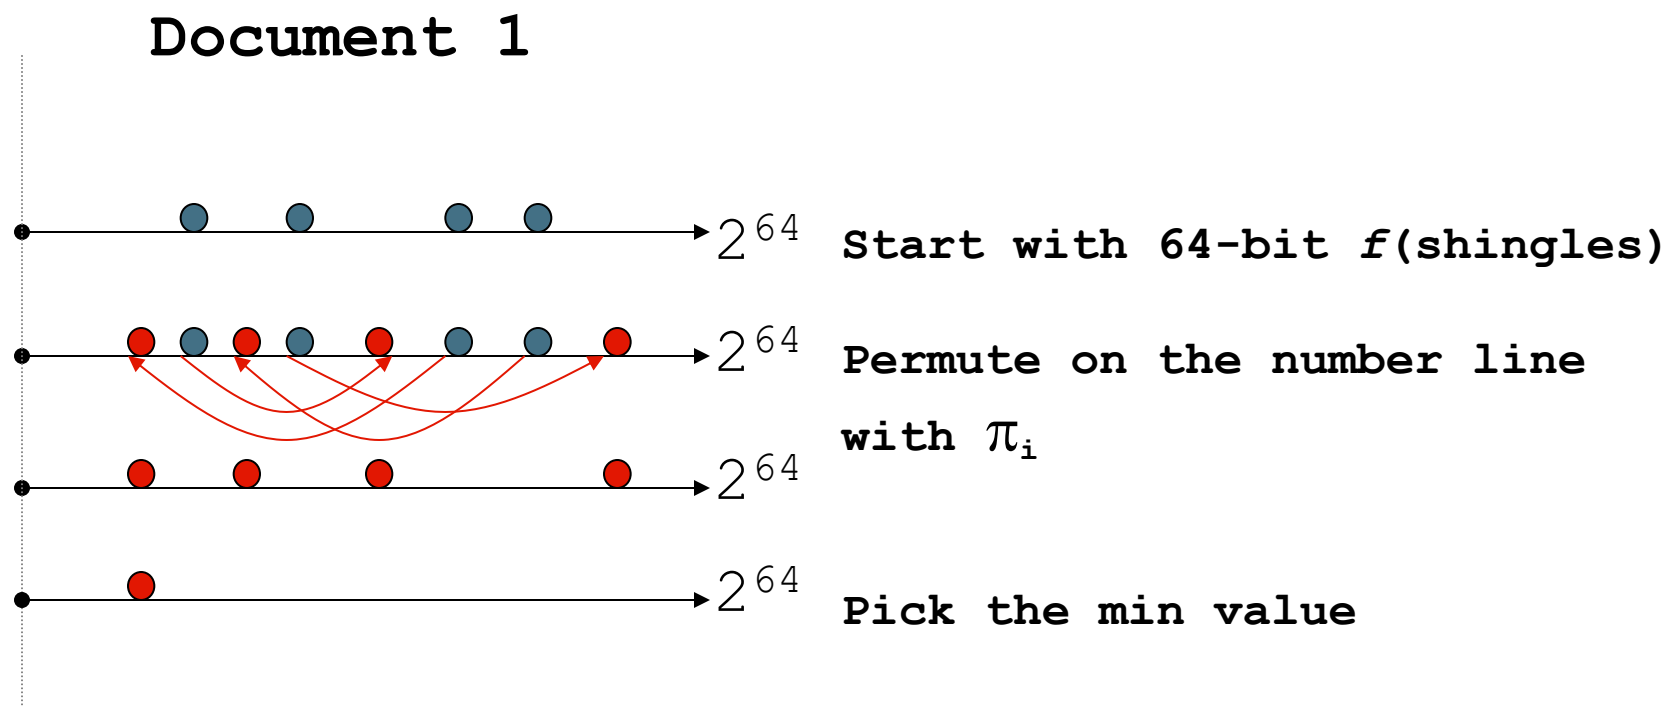 Document 1
2^64
Start with 64-bit f(shingles)
2^64
Permute on the number line
with π_i
2^64
2^64
Pick the min value